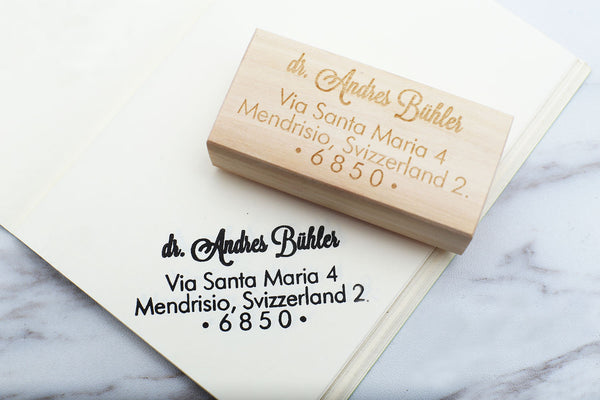 dr. Andres Bühler
Via Santa Maria 4
Mendrisio, Svizzerland 2.
• 6850 •
dr. Andres Bühler
Via Santa Maria 4
Mendrisio, Svizzerland 2.
• 6850 •